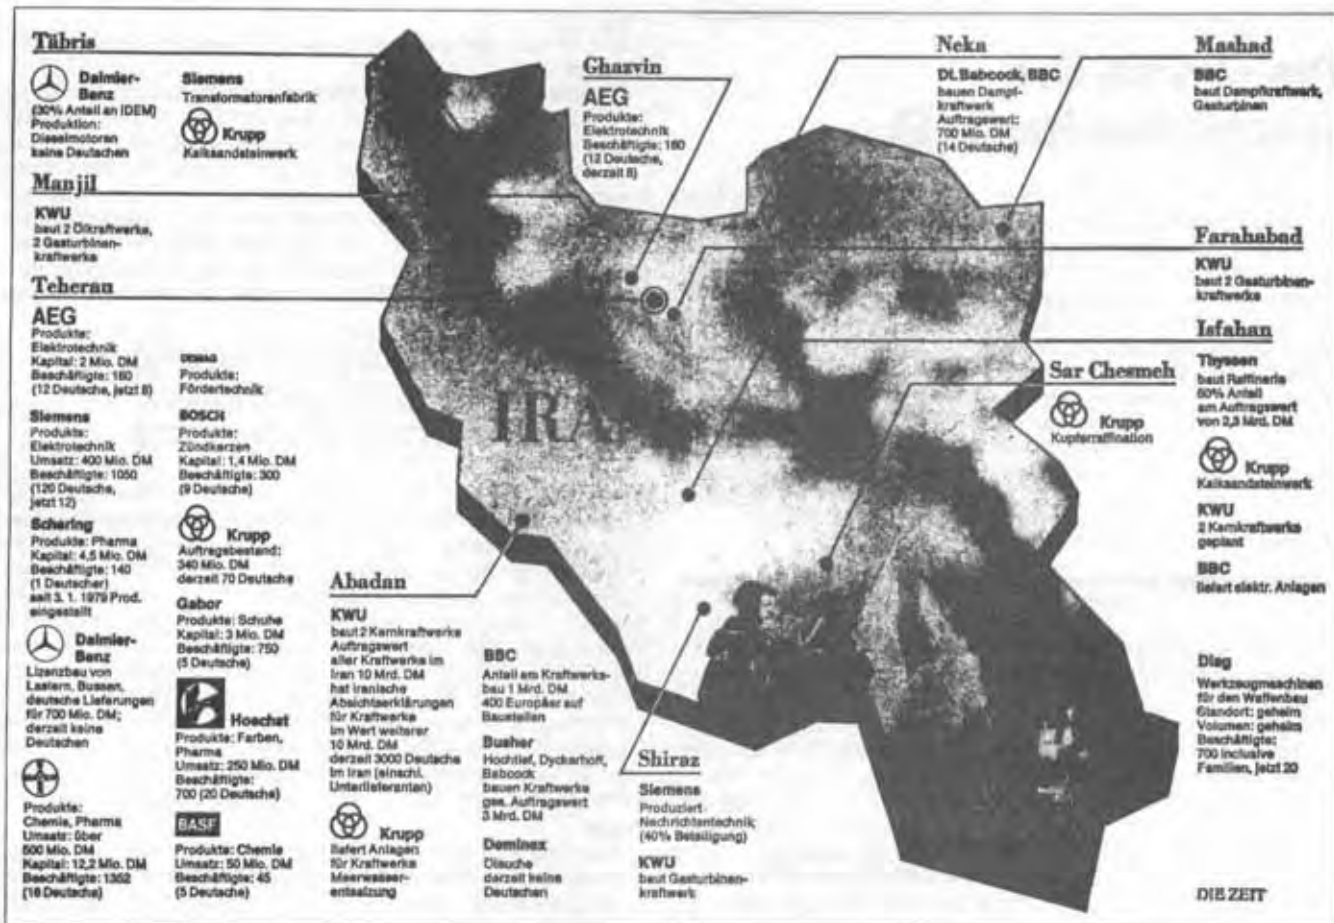 Täbris
Daimler-
Benz
(30% Anteil an IDEM)
Produktion:
Dieselmotoren
keine Deutschen
Siemens
Transformatorenfabrik
Krupp
Kalksandsteinwerk
Manjil
KWU
baut 2 Ölkraftwerke,
2 Gasturbinen-
kraftwerke
Teheran
AEG
Produkte:
Elektrotechnik
Kapital: 2 Mio. DM
Beschäftigte: 160
(12 Deutsche, jetzt 8)
Siemens
Produkte:
Elektrotechnik
Umsatz: 400 Mio. DM
Beschäftigte: 1050
(120 Deutsche,
jetzt 12)
Schering
Produkte: Pharma
Kapital: 4,5 Mio. DM
Beschäftigte: 140
(1 Deutscher)
seit 3. 1. 1979 Prod.
eingestellt
Daimler-
Benz
Lizenzbau von
Lastern, Bussen,
deutsche Lieferungen
für 700 Mio. DM;
derzeit keine
Deutschen
BAYER
Produkte:
Chemie, Pharma
Umsatz: über
500 Mio. DM
Kapital: 12,2 Mio. DM
Beschäftigte: 1352
(16 Deutsche)
DEMAG
Produkte:
Fördertechnik
BOSCH
Produkte:
Zündkerzen
Kapital: 1,4 Mio. DM
Beschäftigte: 300
(9 Deutsche)
Krupp
Auftragsbestand:
340 Mio. DM
derzeit 70 Deutsche
Gabor
Produkte: Schuhe
Kapital: 3 Mio. DM
Beschäftigte: 750
(5 Deutsche)
Hoechst
Produkte: Farben,
Pharma
Umsatz: 250 Mio. DM
Beschäftigte:
700 (20 Deutsche)
BASF
Produkte: Chemie
Umsatz: 50 Mio. DM
Beschäftigte: 45
(5 Deutsche)
Ghazvin
AEG
Produkte:
Elektrotechnik
Beschäftigte: 160
(12 Deutsche,
derzeit 8)
Neka
Dt. Babcock, BBC
bauen Dampf-
kraftwerk
Auftragswert:
700 Mio. DM
(14 Deutsche)
Mashad
BBC
baut Dampfkraftwerk,
Gasturbinen
Farahabad
KWU
baut 2 Gasturbinen-
kraftwerke
Isfahan
Thyssen
baut Raffinerie
60% Anteil
am Auftragswert
von 2,3 Mrd. DM
Krupp
Kalksandsteinwerk
KWU
2 Kernkraftwerke
geplant
BBC
liefert elektr. Anlagen
Diag
Werkzeugmaschinen
für den Waffenbau
Standort: geheim
Volumen: geheim
Beschäftigte:
700 inclusive
Familien, jetzt 20
Sar Chesmeh
Krupp
Kupferraffination
IRAN
Abadan
KWU
baut 2 Kernkraftwerke
Auftragswert
aller Kraftwerke im
Iran 10 Mrd. DM
hat iranische
Absichtserklärungen
für Kraftwerke
im Wert weiterer
10 Mrd. DM
derzeit 3000 Deutsche
im Iran (einschl.
Unterlieferanten)
Krupp
liefert Anlagen
für Kraftwerke
Meerwasser-
entsalzung
BBC
Anteil am Kraftwerks-
bau 1 Mrd. DM
400 Europäer auf
Baustellen
Busher
Hochtief, Dyckerhoff,
Babcock
bauen Kraftwerke
ges. Auftragswert
3 Mrd. DM
Deminex
Ölsuche
derzeit keine
Deutschen
Shiraz
Siemens
Produziert
Nachrichtentechnik
(40% Beteiligung)
KWU
baut Gasturbinen-
kraftwerk
DIE ZEIT